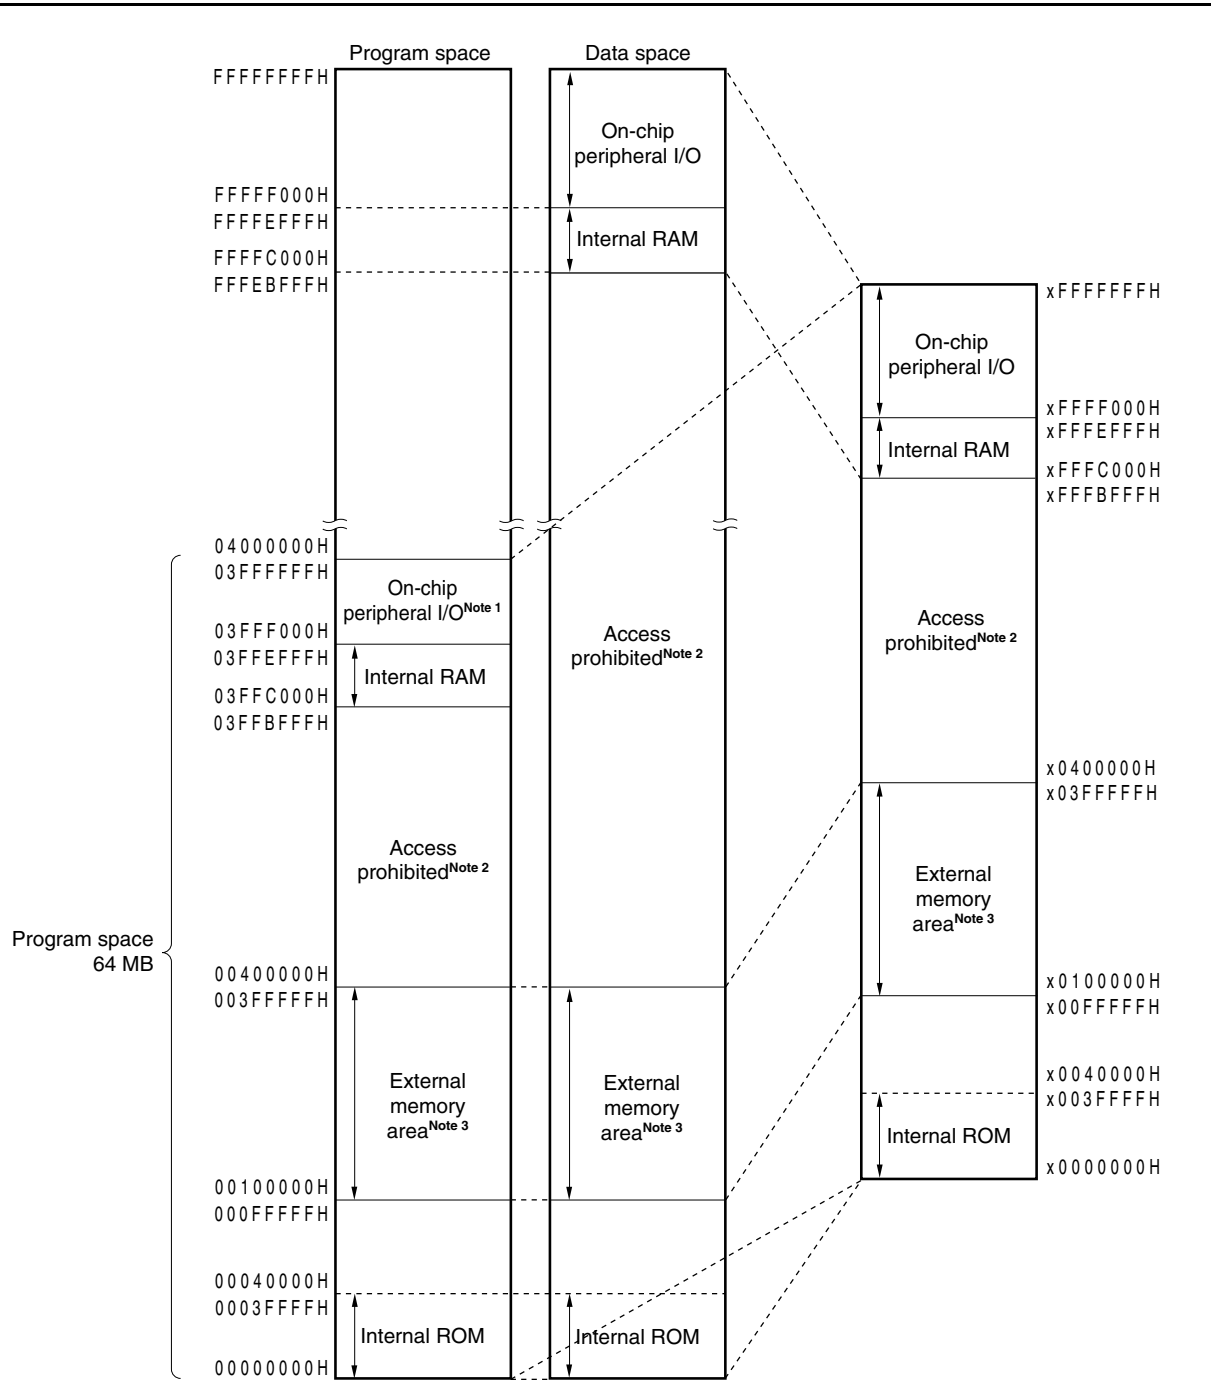 Program space
Data space
FFFFFFFFH
On-chip
peripheral I/O
FFFFF000H
FFFFEFFFH
Internal RAM
FFFFC000H
FFFEBFFFH
xFFFFFFFH
On-chip
peripheral I/O
xFFFF000H
xFFFEFFFH
Internal RAM
xFFFC000H
xFFFBFFFH
04000000H
03FFFFFFH
On-chip
peripheral I/ONote 1
03FFF000H
03FFEFFFH
Internal RAM
03FFC000H
03FFBFFFH
Access
prohibitedNote 2
Access
prohibitedNote 2
x0400000H
x03FFFFFH
Access
prohibitedNote 2
External
memory
areaNote 3
Program space
64 MB
00400000H
003FFFFFH
x0100000H
x00FFFFFH
External
memory
areaNote 3
External
memory
areaNote 3
x0040000H
x003FFFFH
Internal ROM
x0000000H
00100000H
000FFFFFH
00040000H
0003FFFFH
Internal ROM
Internal ROM
00000000H